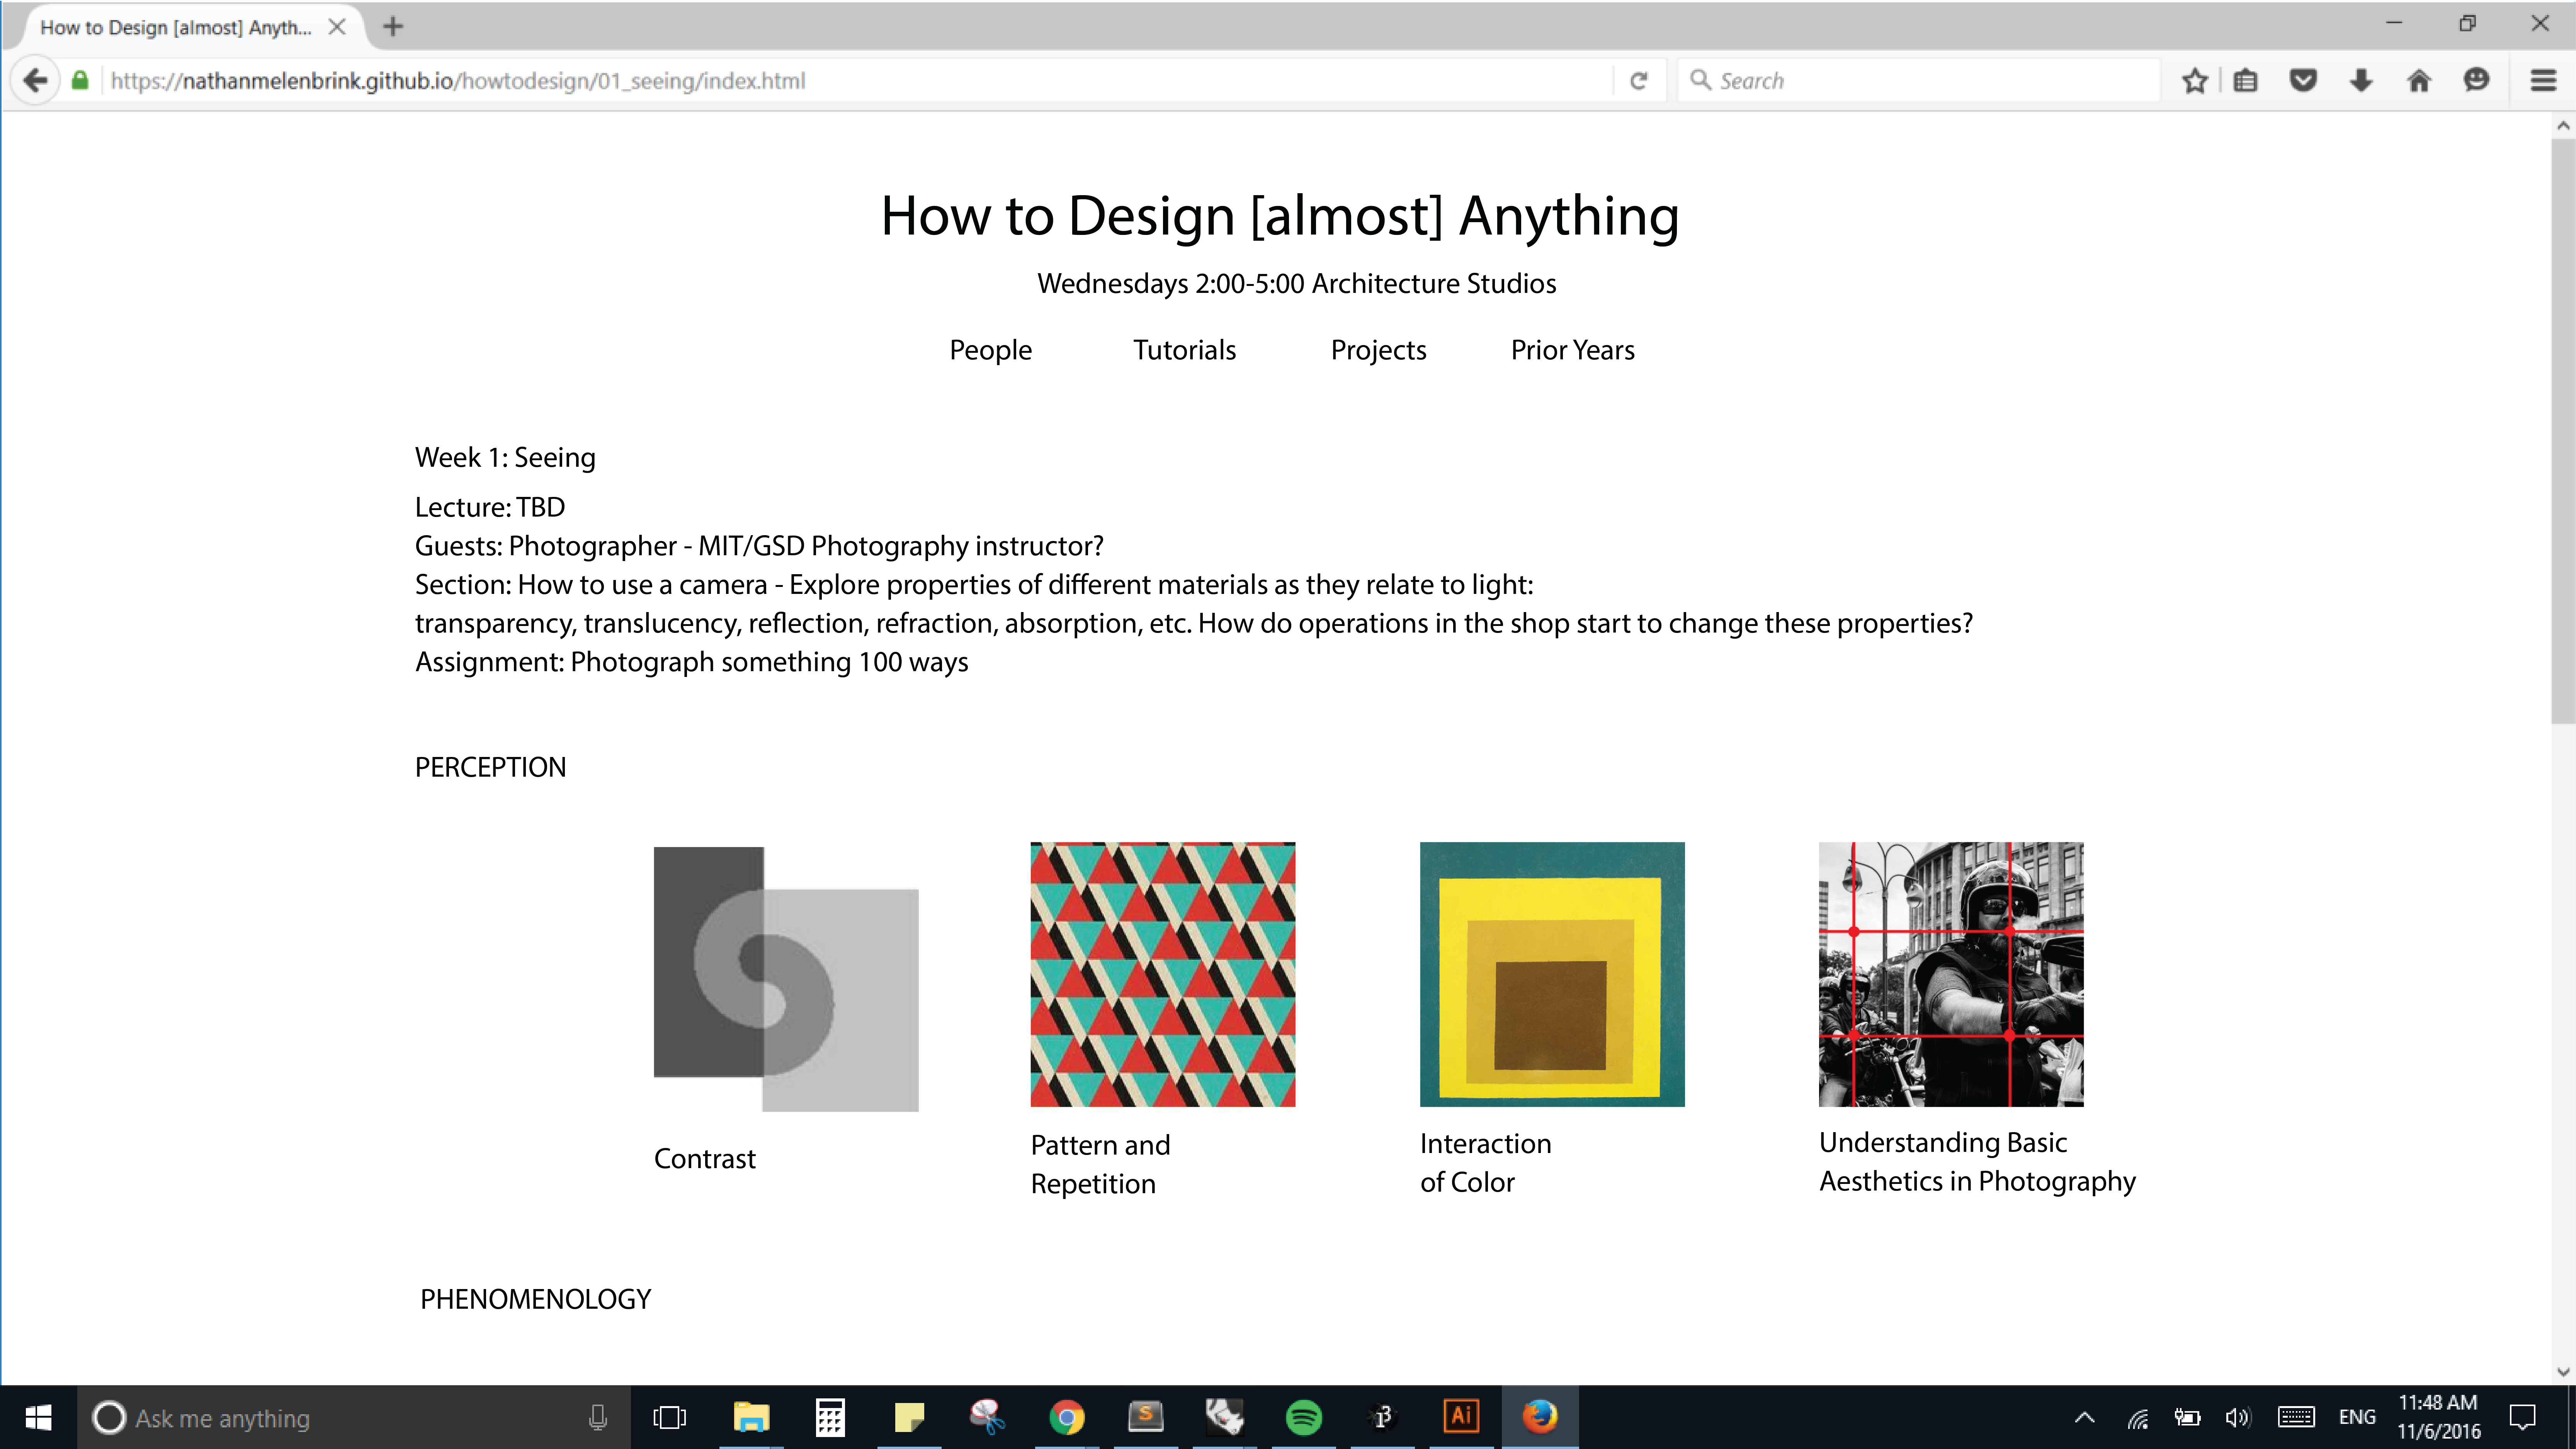 How to Design [almost] Anyth...
https://nathanmelenbrink.github.io/howtodesign/01_seeing/index.html
Search
How to Design [almost] Anything
Wednesdays 2:00-5:00 Architecture Studios
People Tutorials Projects Prior Years
Week 1: Seeing
Lecture: TBD
Guests: Photographer - MIT/GSD Photography instructor?
Section: How to use a camera - Explore properties of different materials as they relate to light:
transparency, translucency, reflection, refraction, absorption, etc. How do operations in the shop start to change these properties?
Assignment: Photograph something 100 ways
PERCEPTION
Contrast
Pattern and
Repetition
Interaction
of Color
Understanding Basic
Aesthetics in Photography
PHENOMENOLOGY
Ask me anything
S
Ai
ENG
11:48 AM
11/6/2016